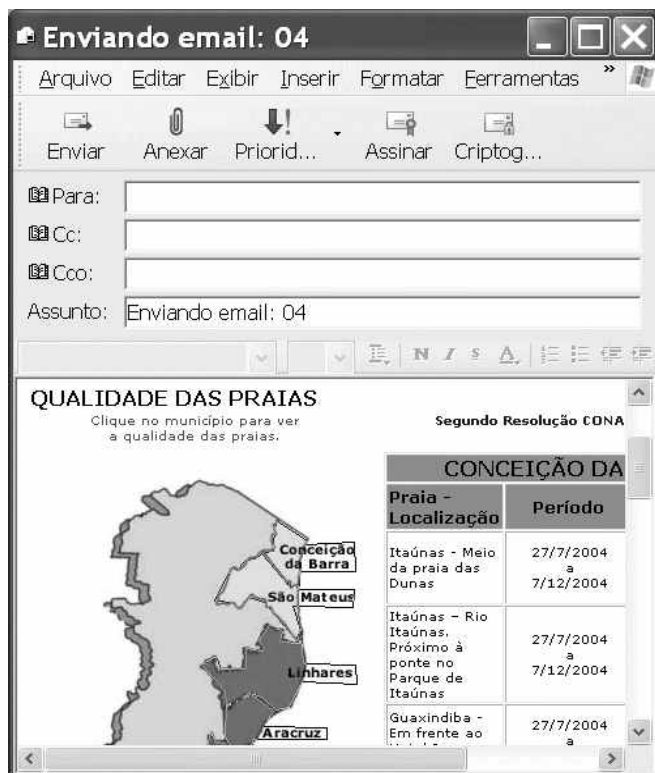 Enviando email: 04
Arquivo Editar Exibir Inserir Formatar Ferramentas »
Enviar Anexar Priorid... Assinar Criptog...
Para:
Cc:
Cco:
Assunto: Enviando email: 04
N I S A
QUALIDADE DAS PRAIAS
Clique no município para ver
a qualidade das praias.
Segundo Resolução CONA
Conceição
da Barra
São Mateus
Linhares
Aracruz
CONCEIÇÃO DA
Praia -
Localização
Período
Itaúnas - Meio
da praia das
Dunas
27/7/2004
a
7/12/2004
Itaúnas – Rio
Itaúnas.
Próximo à
ponte no
Parque de
Itaúnas
27/7/2004
a
7/12/2004
Guaxindiba -
Em frente ao
27/7/2004
a